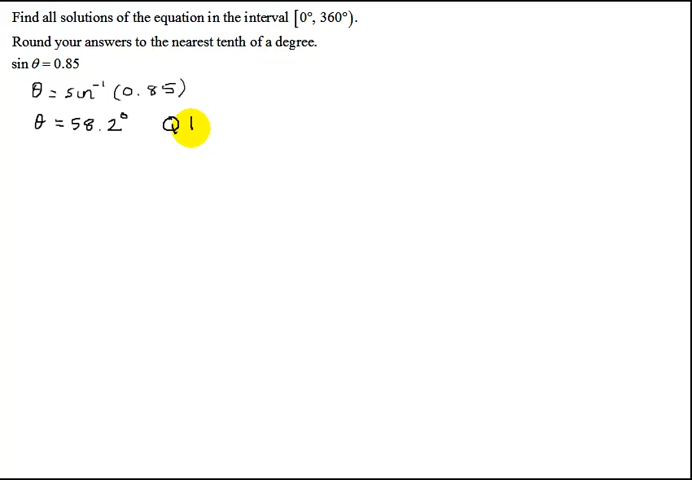 Find all solutions of the equation in the interval [0°, 360°).
Round your answers to the nearest tenth of a degree.
sin θ = 0.85
θ = sin⁻¹ (0.85)
θ = 58.2° Q1